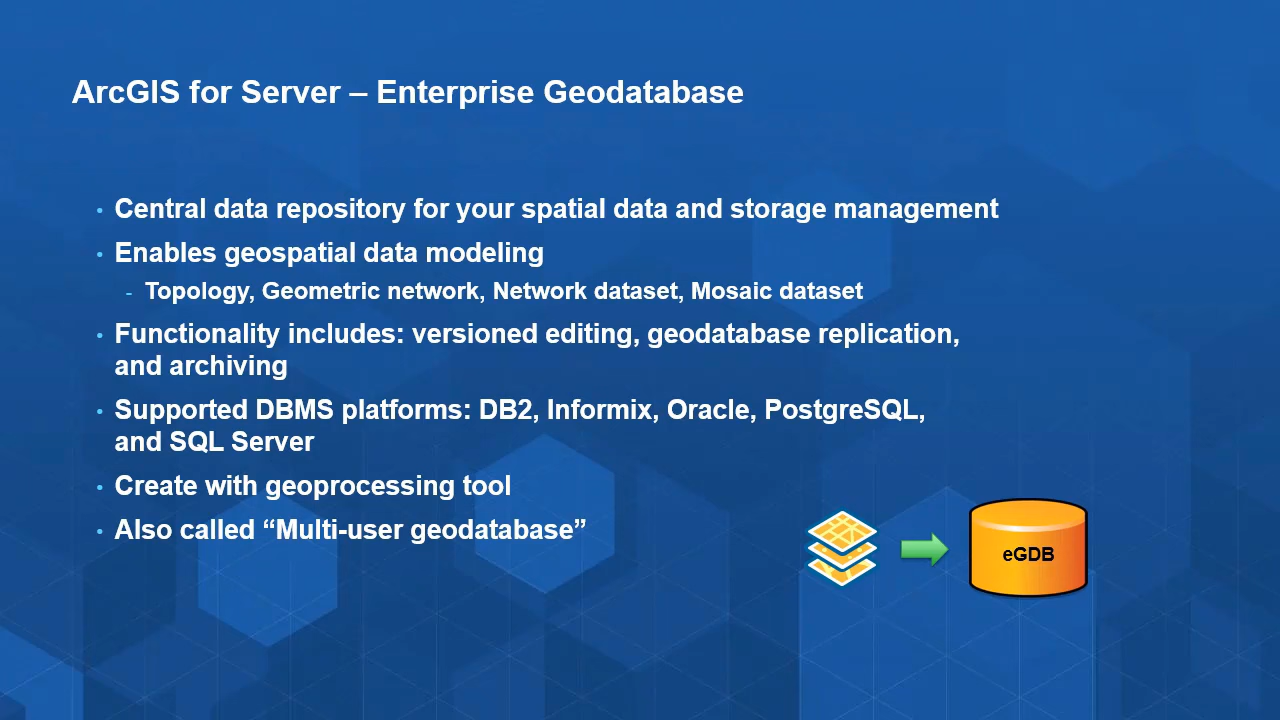 ArcGIS for Server – Enterprise Geodatabase
• Central data repository for your spatial data and storage management
• Enables geospatial data modeling
- Topology, Geometric network, Network dataset, Mosaic dataset
• Functionality includes: versioned editing, geodatabase replication,
and archiving
• Supported DBMS platforms: DB2, Informix, Oracle, PostgreSQL,
and SQL Server
• Create with geoprocessing tool
• Also called “Multi-user geodatabase”
eGDB